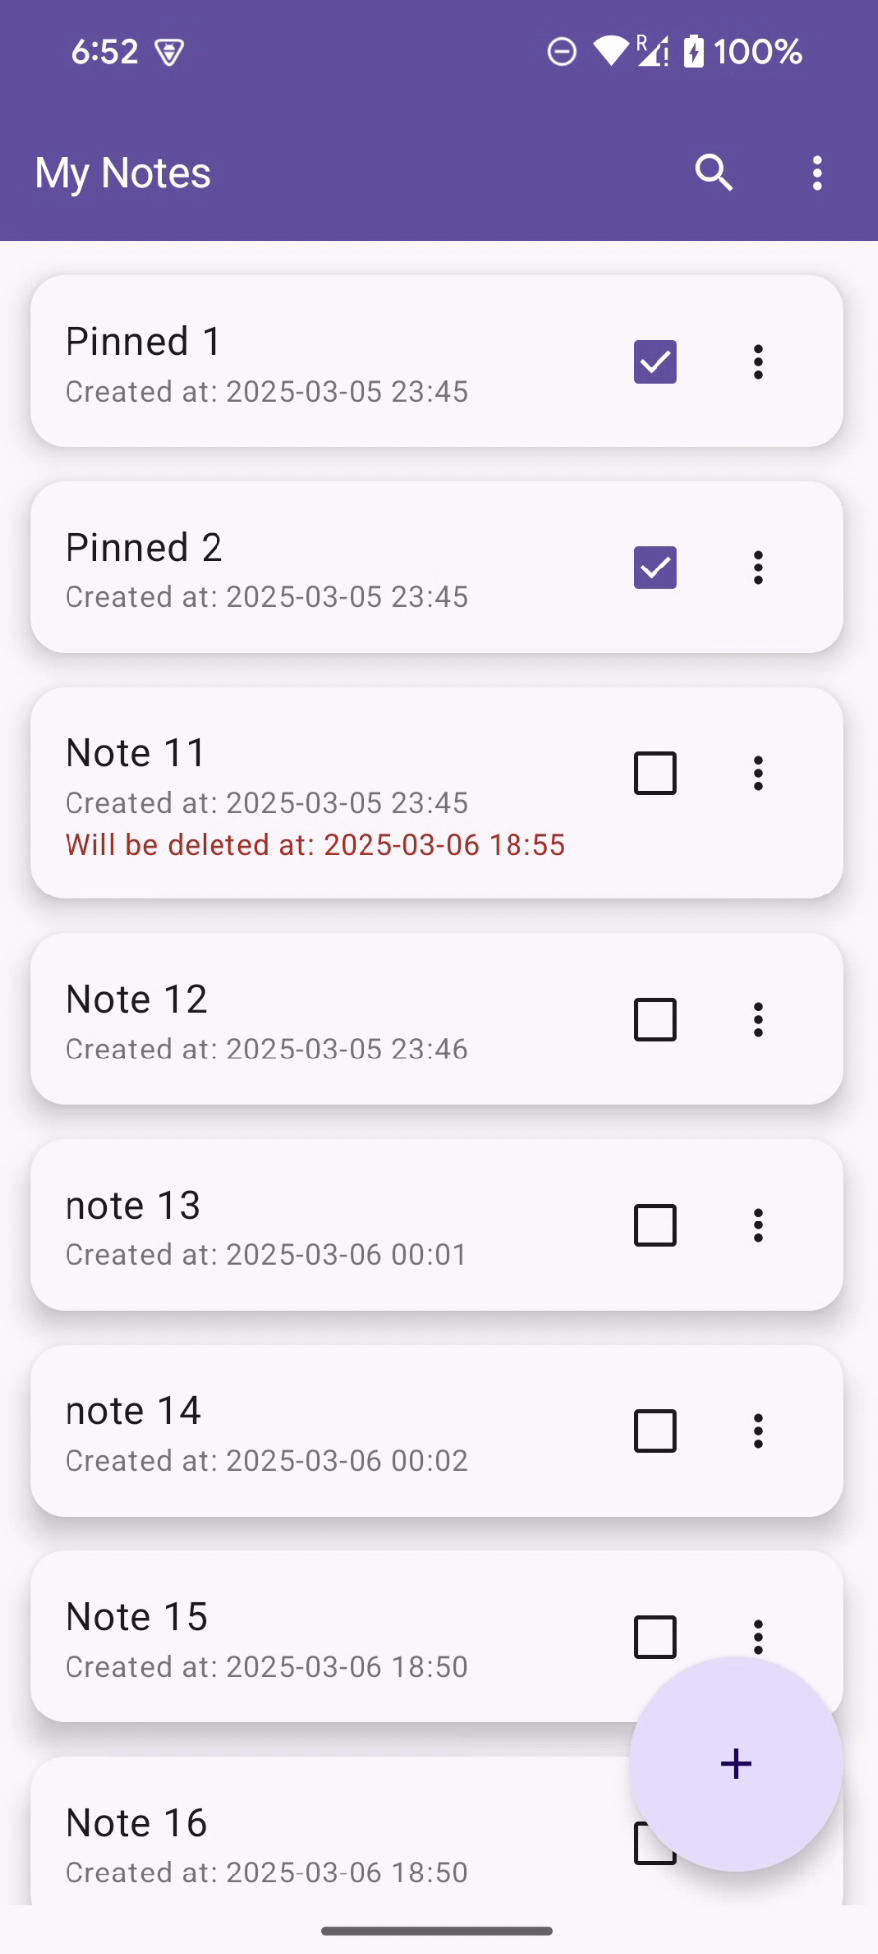 6:52 R 100%
My Notes
Pinned 1
Created at: 2025-03-05 23:45
Pinned 2
Created at: 2025-03-05 23:45
Note 11
Created at: 2025-03-05 23:45
Will be deleted at: 2025-03-06 18:55
Note 12
Created at: 2025-03-05 23:46
note 13
Created at: 2025-03-06 00:01
note 14
Created at: 2025-03-06 00:02
Note 15
Created at: 2025-03-06 18:50
Note 16
Created at: 2025-03-06 18:50